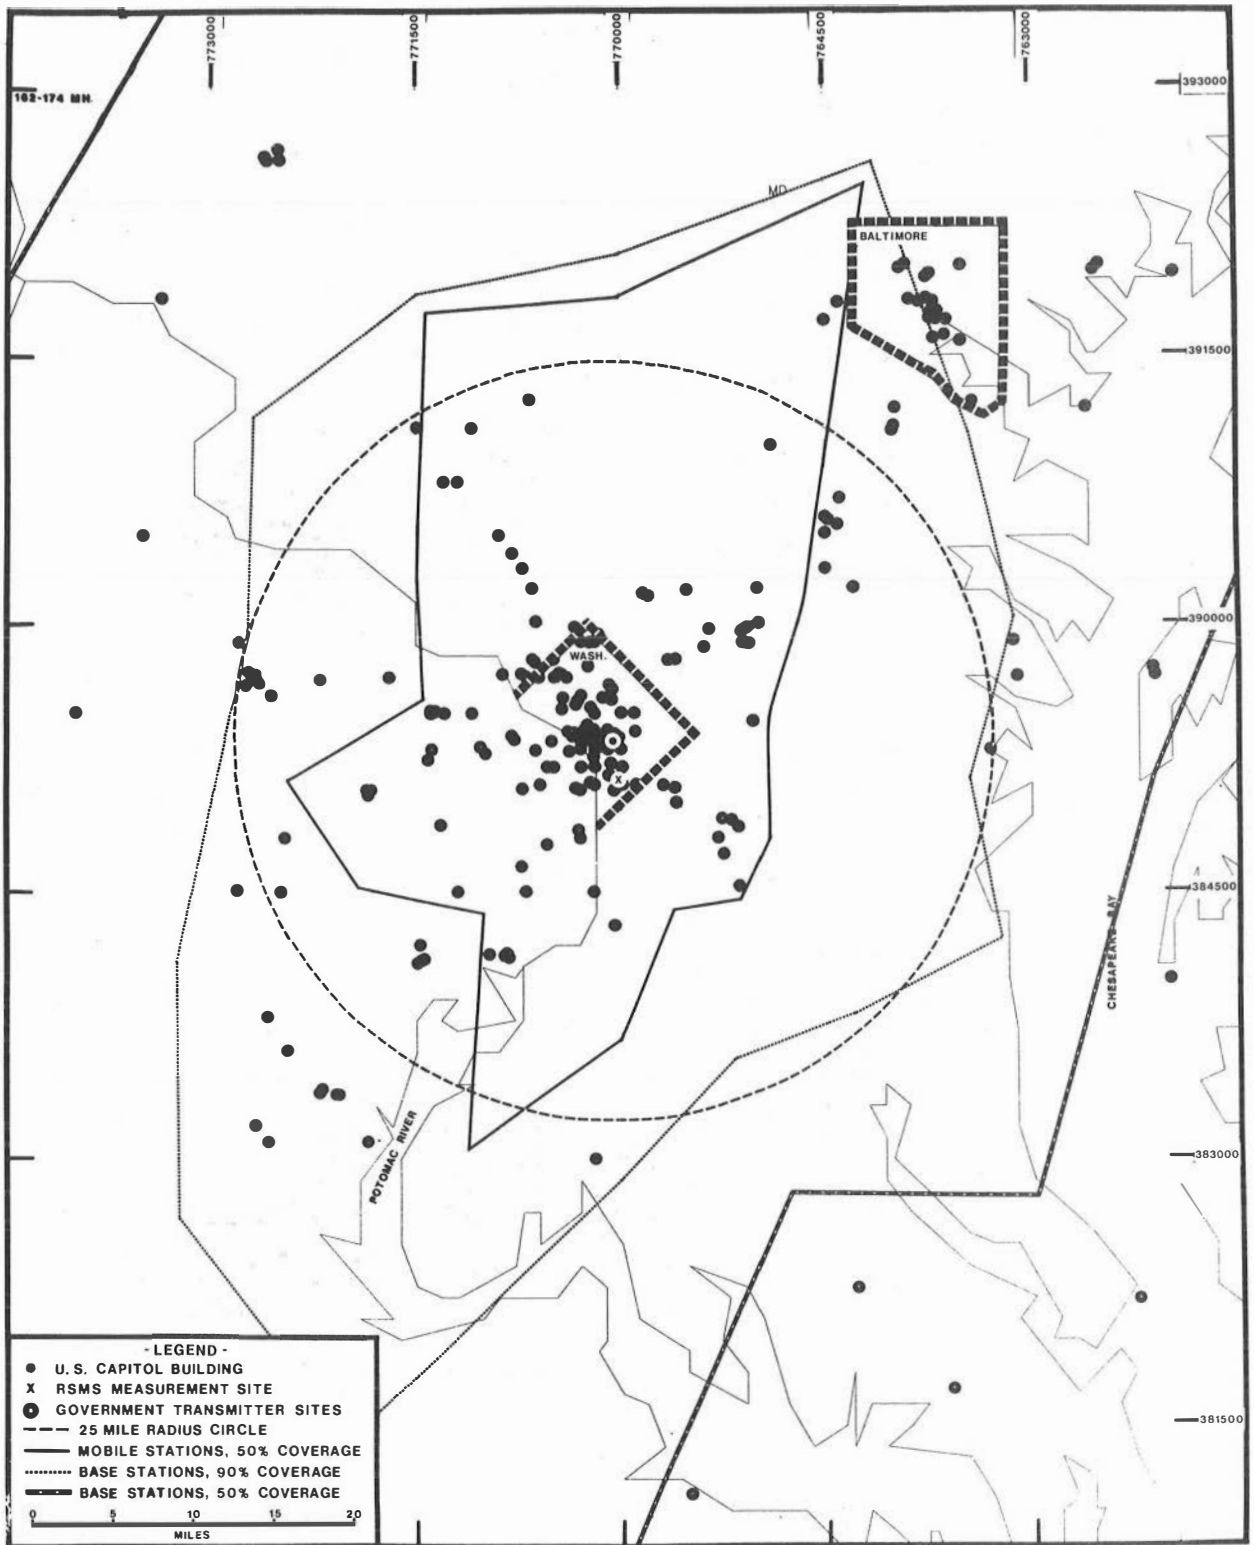 773000
771500
770000
764500
763000
393000
162-174 MH
MD
BALTIMORE
391500
390000
WASH.
384500
CHESAPEAKE BAY
383000
POTOMAC RIVER
381500
- LEGEND -
U.S. CAPITOL BUILDING
X RSMS MEASUREMENT SITE
GOVERNMENT TRANSMITTER SITES
25 MILE RADIUS CIRCLE
MOBILE STATIONS, 50% COVERAGE
BASE STATIONS, 90% COVERAGE
BASE STATIONS, 50% COVERAGE
0 5 10 15 20
MILES